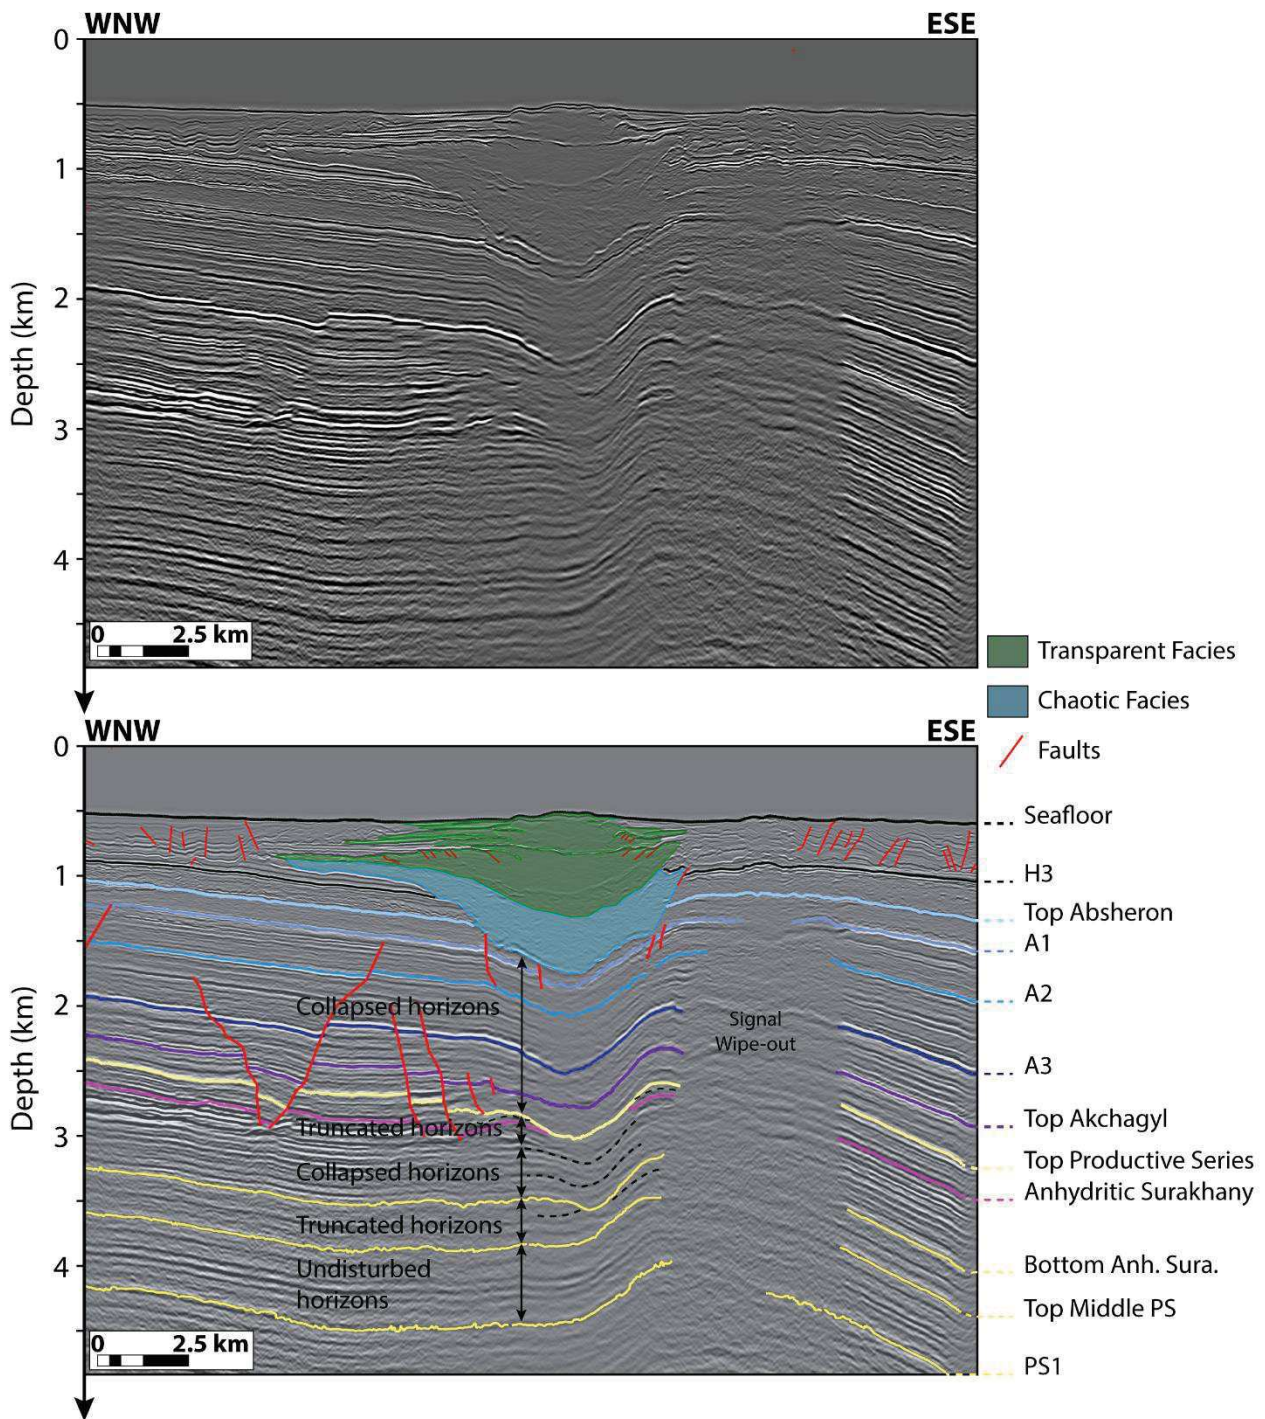 WNW
ESE
0
1
2
3
4
Depth (km)
0
2.5 km
Transparent Facies
Chaotic Facies
Faults
WNW
ESE
0
1
2
3
4
Depth (km)
Seafloor
H3
Top Absheron
A1
A2
A3
Top Akchagyl
Top Productive Series
Anhydritic Surakhany
Bottom Anh. Sura.
Top Middle PS
PS1
Collapsed horizons
Signal
Wipe-out
Truncated horizons
Collapsed horizons
Truncated horizons
Undisturbed
horizons
0
2.5 km